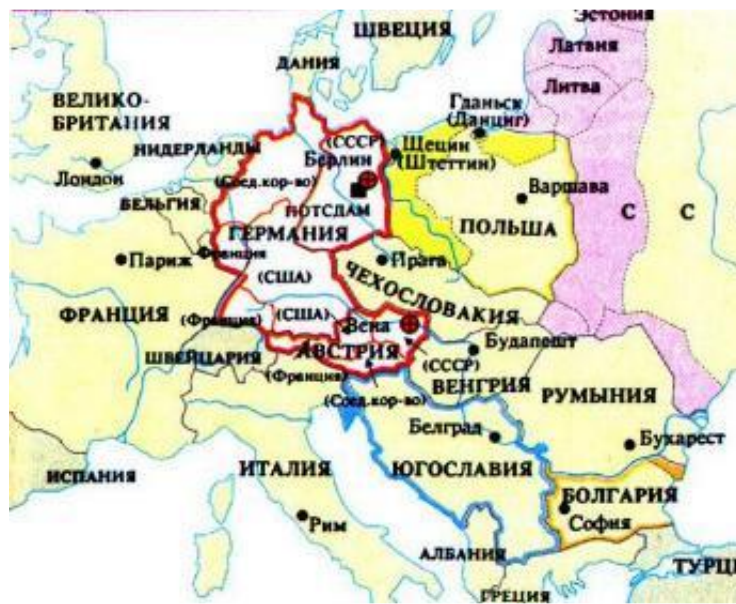 Эстония
ШВЕЦИЯ
Латвия
ДАНИЯ
Литва
ВЕЛИКО-
БРИТАНИЯ
Гданьск
(Данциг)
НИДЕРЛАНДЫ
(СССР)
Берлин
Щецин
(Штеттин)
Лондон
(Соед.кор-во)
Варшава
БЕЛЬГИЯ
ПОТСДАМ
ПОЛЬША
С
С
ГЕРМАНИЯ
Франция
Париж
Прага
(США)
ЧЕХОСЛОВАКИЯ
ФРАНЦИЯ
(Франция)
(США)
Вена
Будапешт
ШВЕЙЦАРИЯ
АВСТРИЯ
(СССР)
(Франция)
ВЕНГРИЯ
РУМЫНИЯ
(Соед.кор-во)
Белград
Бухарест
ИСПАНИЯ
ИТАЛИЯ
ЮГОСЛАВИЯ
БОЛГАРИЯ
Рим
София
АЛБАНИЯ
ТУРЦ
ГРЕЦИЯ